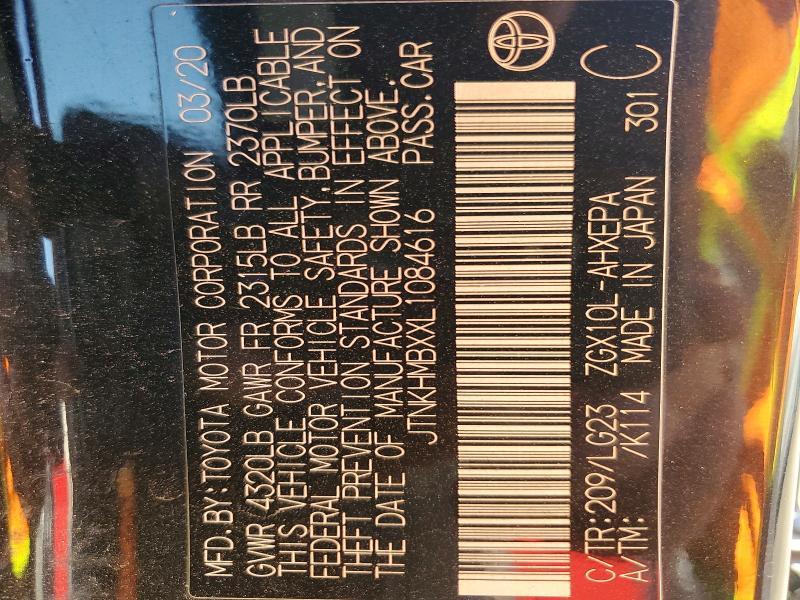 MFD.BY:TOYOTA MOTOR CORPORATION 03/20
GVWR 4320LB GAWR FR 2315LB RR 2370LB
THIS VEHICLE CONFORMS TO ALL APPLICABLE
FEDERAL MOTOR VEHICLE SAFETY,BUMPER,AND
THEFT PREVENTION STANDARDS IN EFFECT ON
THE DATE OF MANUFACTURE SHOWN ABOVE.
JTNKHMBXXL1084616 PASS.CAR
C/TR:209/LG23 ZGX10L-AHXEPA
A/TM: /K114 MADE IN JAPAN 301 C